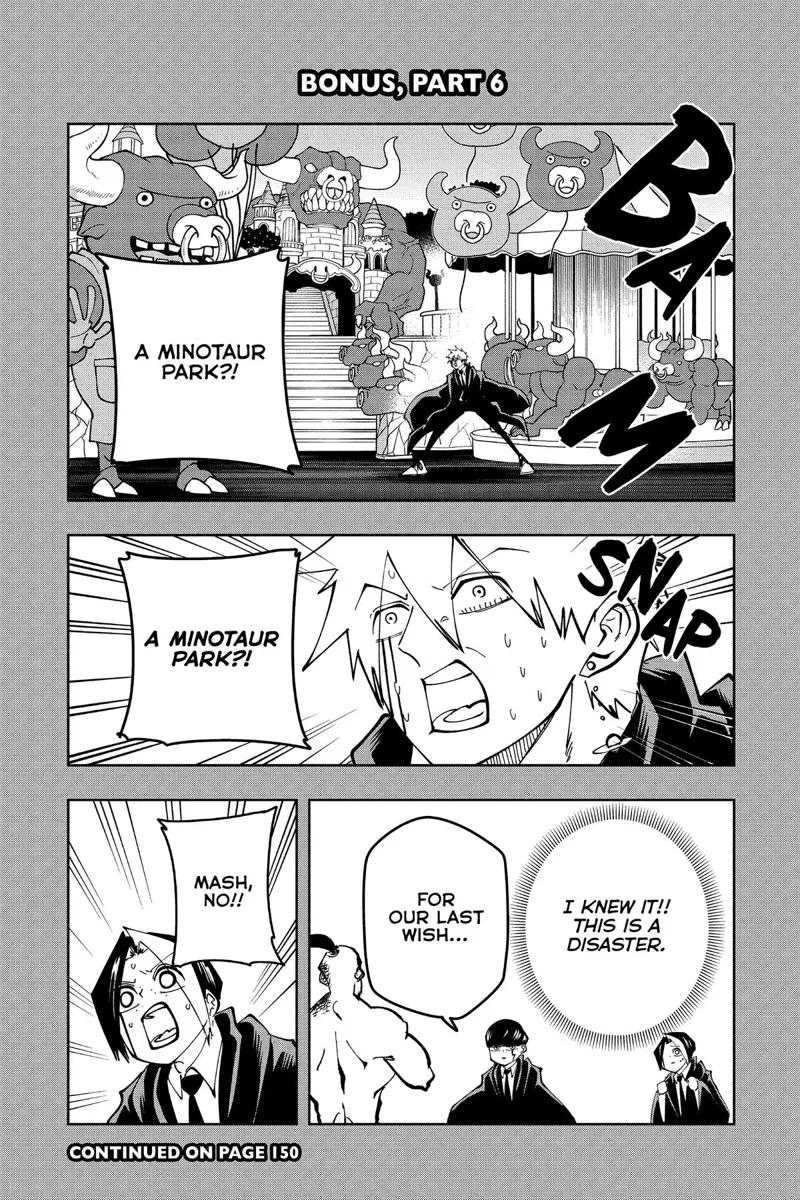 BONUS, PART 6
BAM
A MINOTAUR
PARK?!
SNAP
A MINOTAUR
PARK?!
MASH,
NO!!
FOR
OUR LAST
WISH...
I KNEW IT!!
THIS IS A
DISASTER.
CONTINUED ON PAGE 150